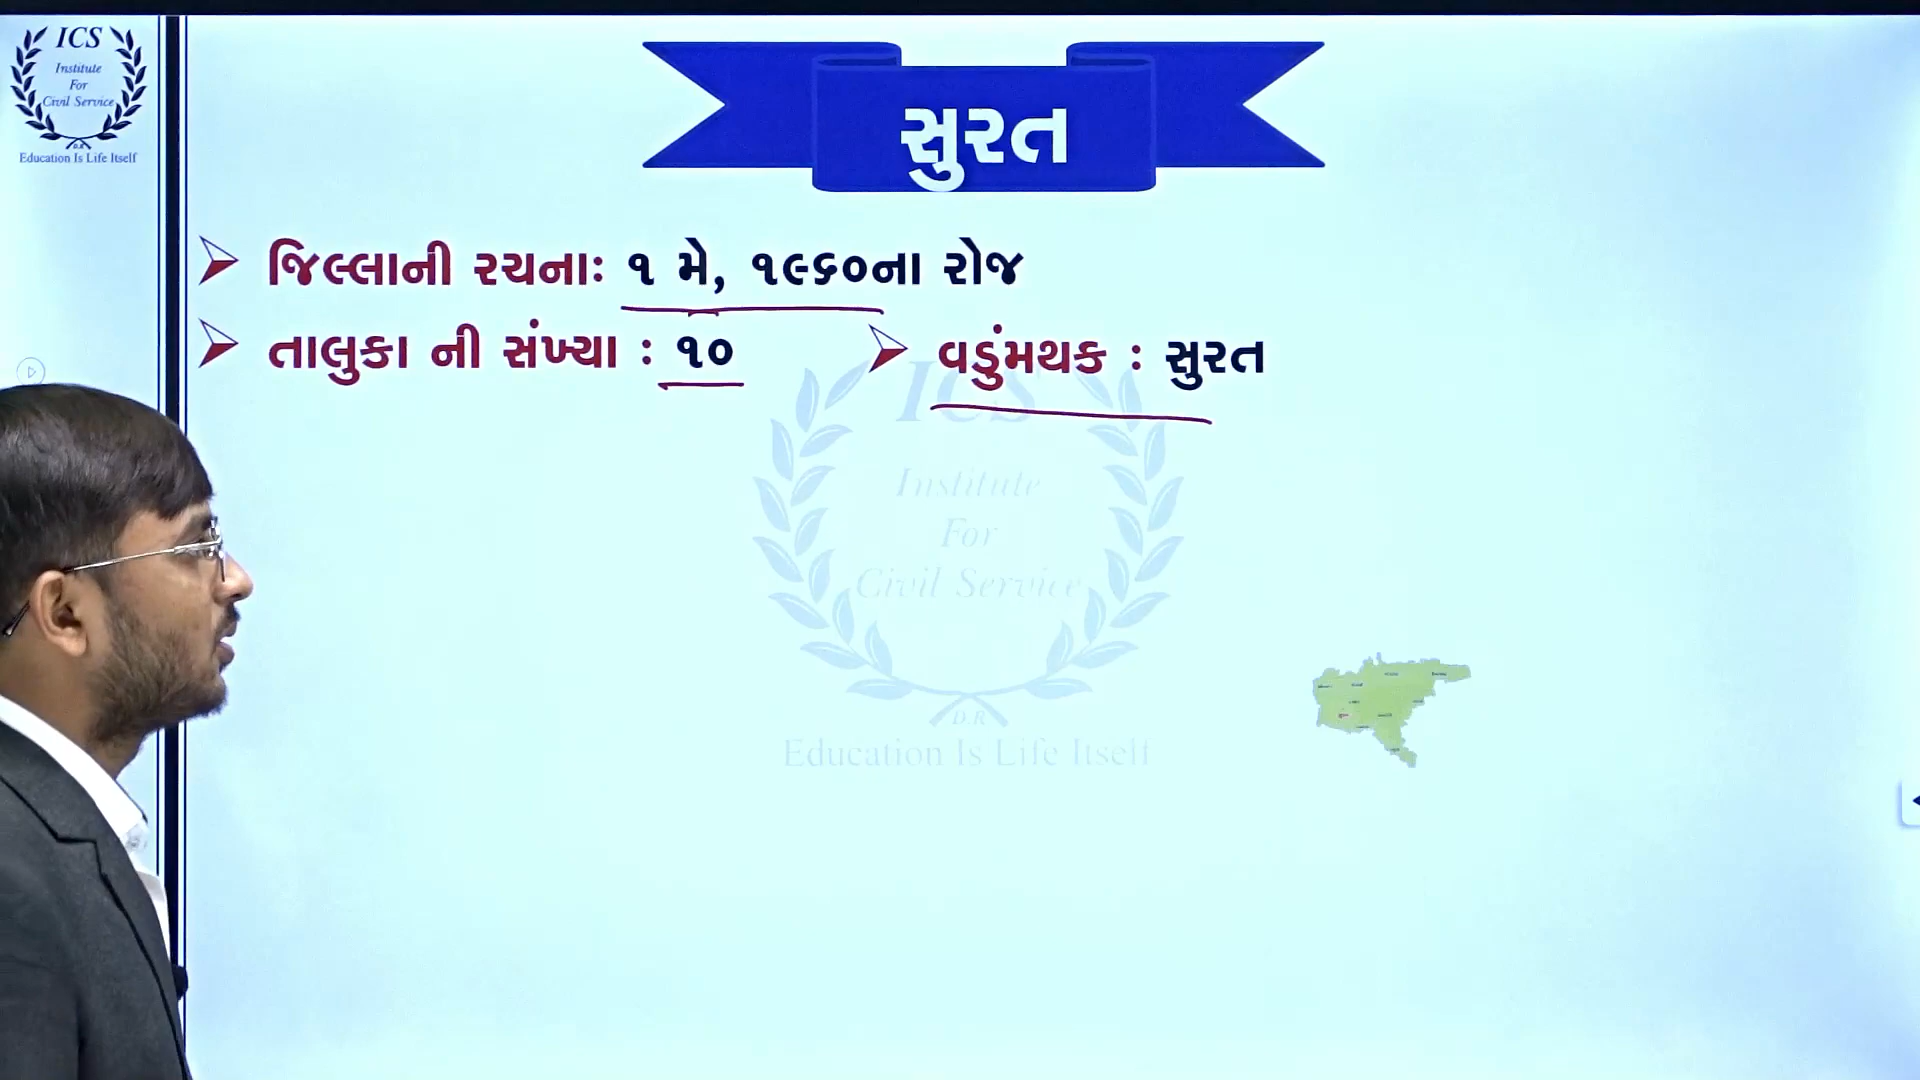 ICS
Institute
For
Civil Service
D.R
Education Is Life Itself
સુરત
જિલ્લાની રચનાઃ ૧ મે, ૧૯૬૦ના રોજ
તાલુકા ની સંખ્યા : ૧૦
વડુંમથક : સુરત
ICS
Institute
For
Civil Service
D.R
Education Is Life Itself